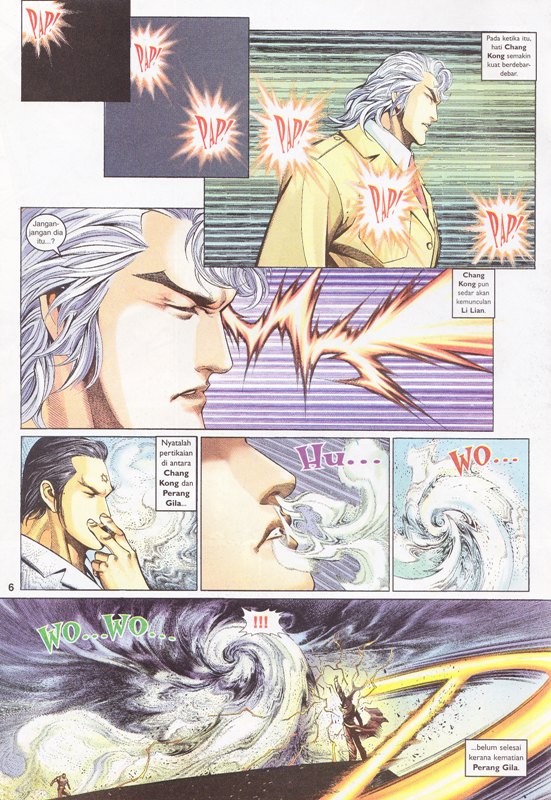 PAP!
PAP!
PAP!
PAP!
PAP!
PAP!
Pada ketika itu,
hati Chang
Kong semakin
kuat berdebar-
debar.
Jangan-
jangan dia
itu...?
Chang
Kong pun
sedar akan
kemunculan
Li Lian.
Nyatalah
pertikaian
di antara
Chang
Kong dan
Perang
Gila...
Hu...
WO...
6
WO...WO...
!!!
...belum selesai
kerana kematian
Perang Gila.